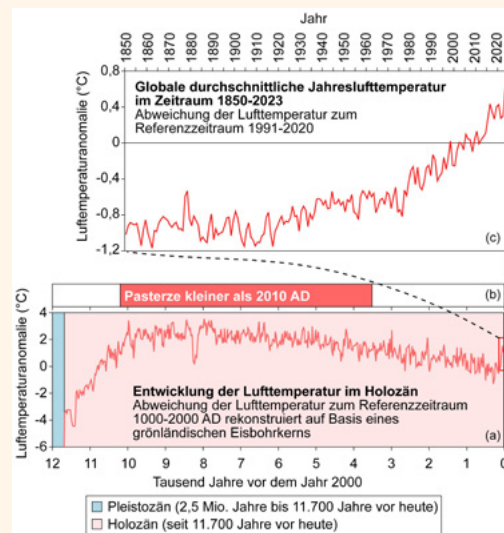 Jahr
1850 1860 1870 1880 1890 1900 1910 1920 1930 1940 1950 1960 1970 1980 1990 2000 2010 2020
Lufttemperaturanomalie (°C)
0,8
0,4
0
-0,4
-0,8
-1,2
Globale durchschnittliche Jahreslufttemperatur
im Zeitraum 1850-2023
Abweichung der Lufttemperatur zum
Referenzzeitraum 1991-2020
(c)
Pasterze kleiner als 2010 AD
(b)
Lufttemperaturanomalie (°C)
4
2
0
-2
-4
-6
Entwicklung der Lufttemperatur im Holozän
Abweichung der Lufttemperatur zum Referenzzeitraum
1000-2000 AD rekonstruiert auf Basis eines
grönländischen Eisbohrkerns
(a)
12 11 10 9 8 7 6 5 4 3 2 1 0
Tausend Jahre vor dem Jahr 2000
Pleistozän (2,5 Mio. Jahre bis 11.700 Jahre vor heute)
Holozän (seit 11.700 Jahre vor heute)